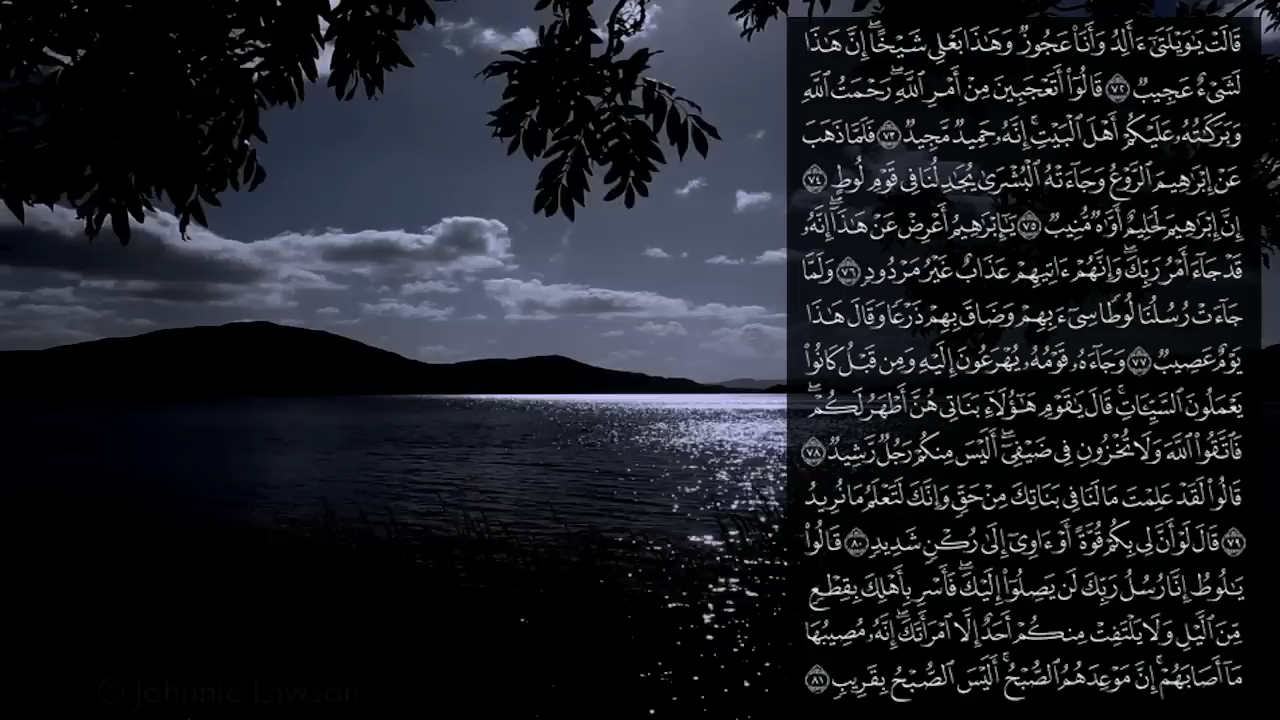 قَالَتْ يَـٰوَيْلَتَىٰٓ ءَأَلِدُ وَأَنَا۠ عَجُوزٌ وَهَـٰذَا بَعْلِى شَيْخًا ۖ إِنَّ هَـٰذَا
لَشَىْءٌ عَجِيبٌ ٧٢ قَالُوٓا۟ أَتَعْجَبِينَ مِنْ أَمْرِ ٱللَّهِ ۖ رَحْمَتُ ٱللَّهِ
وَبَرَكَـٰتُهُۥ عَلَيْكُمْ أَهْلَ ٱلْبَيْتِ ۚ إِنَّهُۥ حَمِيدٌ مَّجِيدٌ ٧٣ فَلَمَّا ذَهَبَ
عَنْ إِبْرَٰهِيمَ ٱلرَّوْعُ وَجَآءَتْهُ ٱلْبُشْرَىٰ يُجَـٰدِلُنَا فِى قَوْمِ لُوطٍ ٧٤
إِنَّ إِبْرَٰهِيمَ لَحَلِيمٌ أَوَّٰهٌ مُّنِيبٌ ٧٥ يَـٰٓإِبْرَٰهِيمُ أَعْرِضْ عَنْ هَـٰذَآ ۖ إِنَّهُۥ
قَدْ جَآءَ أَمْرُ رَبِّكَ ۖ وَإِنَّهُمْ ءَاتِيهِمْ عَذَابٌ غَيْرُ مَرْدُودٍ ٧٦ وَلَمَّا
جَآءَتْ رُسُلُنَا لُوطًا سِىٓءَ بِهِمْ وَضَاقَ بِهِمْ ذَرْعًا وَقَالَ هَـٰذَا
يَوْمٌ عَصِيبٌ ٧٧ وَجَآءَهُۥ قَوْمُهُۥ يُهْرَعُونَ إِلَيْهِ وَمِن قَبْلُ كَانُوا۟
يَعْمَلُونَ ٱلسَّيِّـَٔاتِ ۚ قَالَ يَـٰقَوْمِ هَـٰٓؤُلَآءِ بَنَاتِى هُنَّ أَطْهَرُ لَكُمْ ۖ
فَٱتَّقُوا۟ ٱللَّهَ وَلَا تُخْزُونِ فِى ضَيْفِىٓ ۖ أَلَيْسَ مِنكُمْ رَجُلٌ رَّشِيدٌ ٧٨
قَالُوا۟ لَقَدْ عَلِمْتَ مَا لَنَا فِى بَنَاتِكَ مِنْ حَقٍّ وَإِنَّكَ لَتَعْلَمُ مَا نُرِيدُ
٧٩ قَالَ لَوْ أَنَّ لِى بِكُمْ قُوَّةً أَوْ ءَاوِىٓ إِلَىٰ رُكْنٍ شَدِيدٍ ٨٠ قَالُوا۟
يَـٰلُوطُ إِنَّا رُسُلُ رَبِّكَ لَن يَصِلُوٓا۟ إِلَيْكَ ۖ فَأَسْرِ بِأَهْلِكَ بِقِطْعٍ
مِّنَ ٱلَّيْلِ وَلَا يَلْتَفِتْ مِنكُمْ أَحَدٌ إِلَّا ٱمْرَأَتَكَ ۖ إِنَّهُۥ مُصِيبُهَا
مَآ أَصَابَهُمْ ۚ إِنَّ مَوْعِدَهُمُ ٱلصُّبْحُ ۚ أَلَيْسَ ٱلصُّبْحُ بِقَرِيبٍ ٨١
© Johnnie Lawson